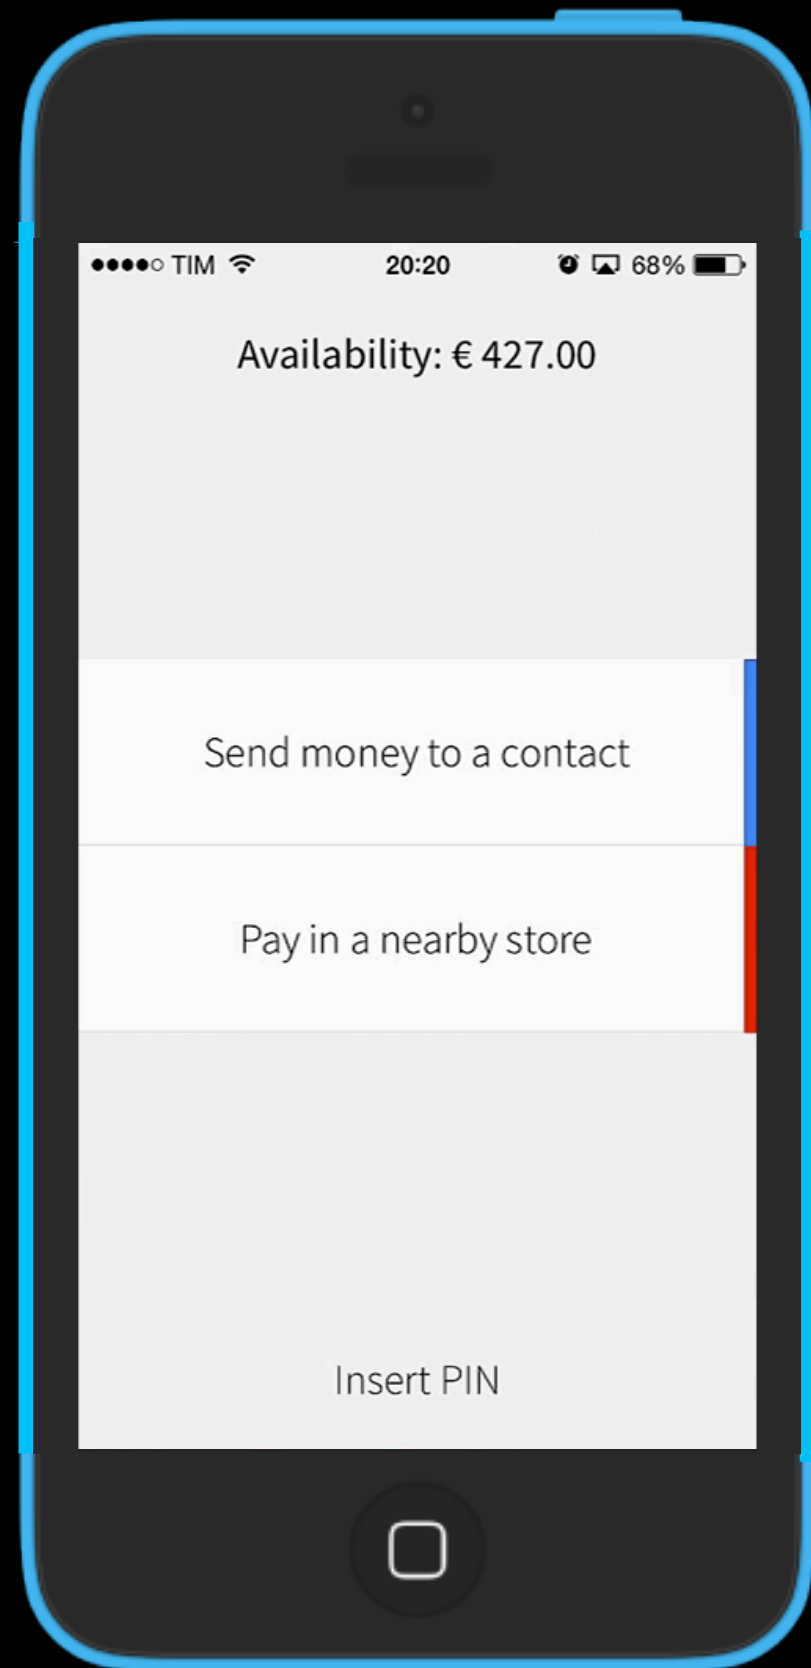 TIM 20:20 68%
Availability: € 427.00
Send money to a contact
Pay in a nearby store
Insert PIN